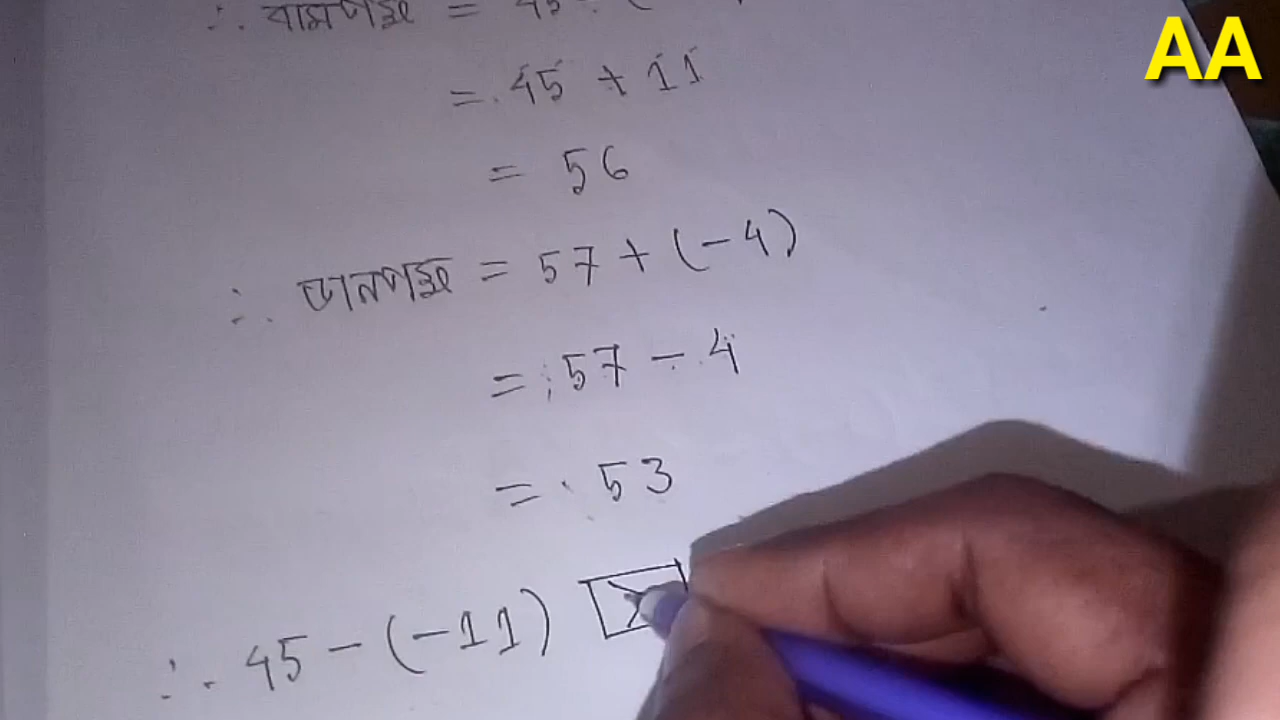 ∴ বামপক্ষ = 45 - (
AA
= 45 + 11
= 56
∴ ডানপক্ষ = 57 + (-4)
= 57 - 4
= 53
∴ 45 - (-11) >